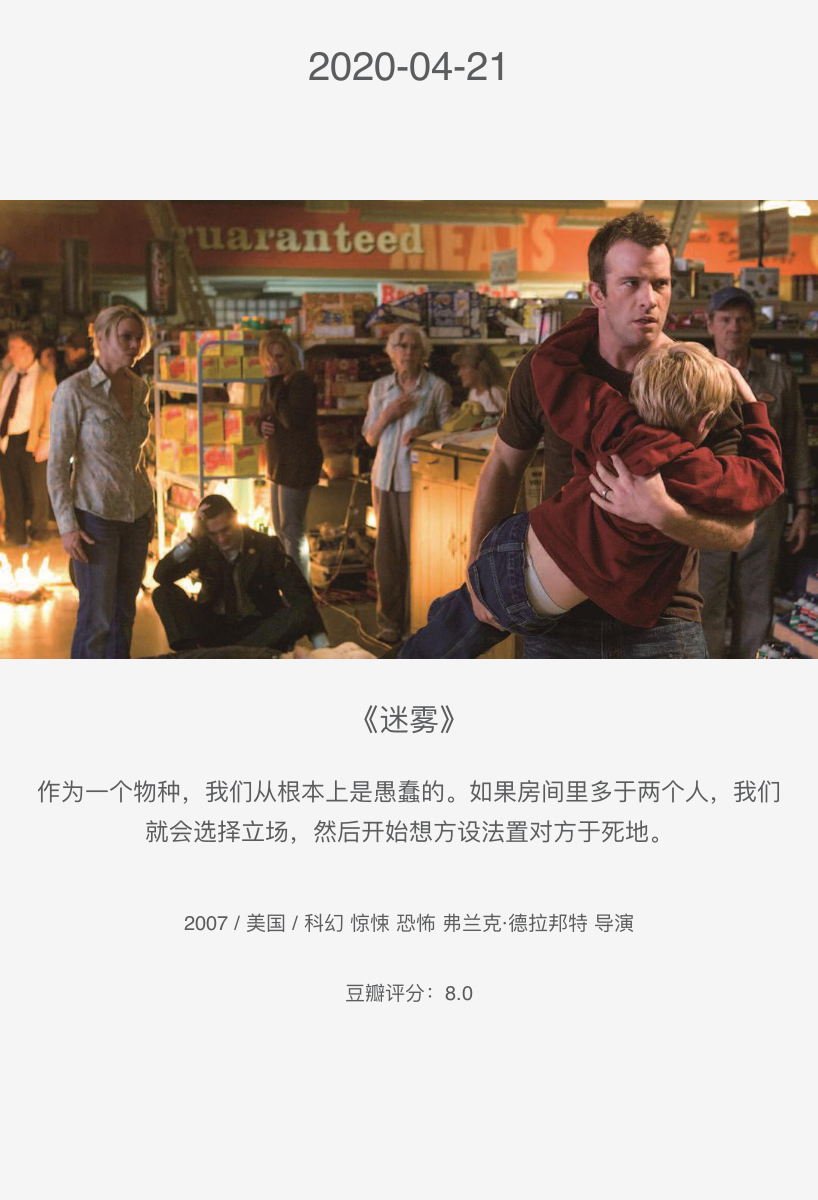 2020-04-21
guaranteed
MEATS
《迷雾》
作为一个物种，我们从根本上是愚蠢的。如果房间里多于两个人，我们
就会选择立场，然后开始想方设法置对方于死地。
2007 / 美国 / 科幻 惊悚 恐怖 弗兰克·德拉邦特 导演
豆瓣评分：8.0